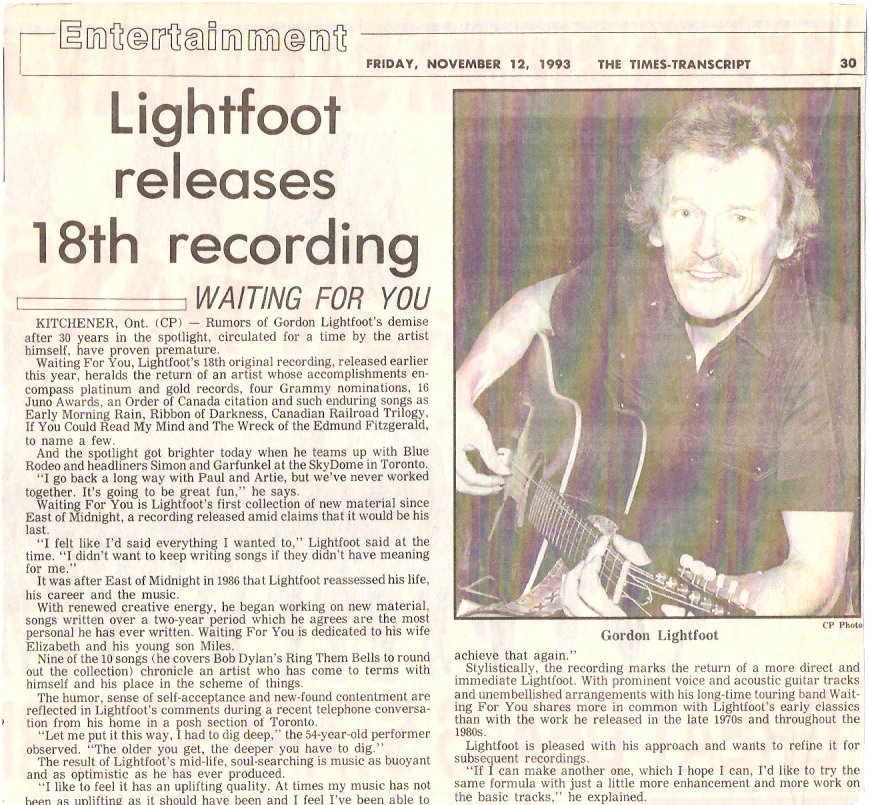 Entertainment
FRIDAY, NOVEMBER 12, 1993 THE TIMES-TRANSCRIPT 30
Lightfoot
releases
18th recording
WAITING FOR YOU
KITCHENER, Ont. (CP) — Rumors of Gordon Lightfoot's demise
after 30 years in the spotlight, circulated for a time by the artist
himself, have proven premature.
Waiting For You, Lightfoot's 18th original recording, released earlier
this year, heralds the return of an artist whose accomplishments en-
compass platinum and gold records, four Grammy nominations, 16
Juno Awards, an Order of Canada citation and such enduring songs as
Early Morning Rain, Ribbon of Darkness, Canadian Railroad Trilogy,
If You Could Read My Mind and The Wreck of the Edmund Fitzgerald,
to name a few.
And the spotlight got brighter today when he teams up with Blue
Rodeo and headliners Simon and Garfunkel at the SkyDome in Toronto.
"I go back a long way with Paul and Artie, but we've never worked
together. It's going to be great fun," he says.
Waiting For You is Lightfoot's first collection of new material since
East of Midnight, a recording released amid claims that it would be his
last.
"I felt like I'd said everything I wanted to," Lightfoot said at the
time. "I didn't want to keep writing songs if they didn't have meaning
for me."
It was after East of Midnight in 1986 that Lightfoot reassessed his life,
his career and the music.
With renewed creative energy, he began working on new material,
songs written over a two-year period which he agrees are the most
personal he has ever written. Waiting For You is dedicated to his wife
Elizabeth and his young son Miles.
Nine of the 10 songs (he covers Bob Dylan's Ring Them Bells to round
out the collection) chronicle an artist who has come to terms with
himself and his place in the scheme of things.
The humor, sense of self-acceptance and new-found contentment are
reflected in Lightfoot's comments during a recent telephone conversa-
tion from his home in a posh section of Toronto.
"Let me put it this way, I had to dig deep," the 54-year-old performer
observed. "The older you get, the deeper you have to dig."
The result of Lightfoot's mid-life, soul-searching is music as buoyant
and as optimistic as he has ever produced.
"I like to feel it has an uplifting quality. At times my music has not
been as uplifting as it should have been and I feel I've been able to
CP Photo
Gordon Lightfoot
achieve that again."
Stylistically, the recording marks the return of a more direct and
immediate Lightfoot. With prominent voice and acoustic guitar tracks
and unembellished arrangements with his long-time touring band Wait-
ing For You shares more in common with Lightfoot's early classics
than with the work he released in the late 1970s and throughout the
1980s.
Lightfoot is pleased with his approach and wants to refine it for
subsequent recordings.
"If I can make another one, which I hope I can, I'd like to try the
same formula with just a little more enhancement and more work on
the basic tracks," he explained.